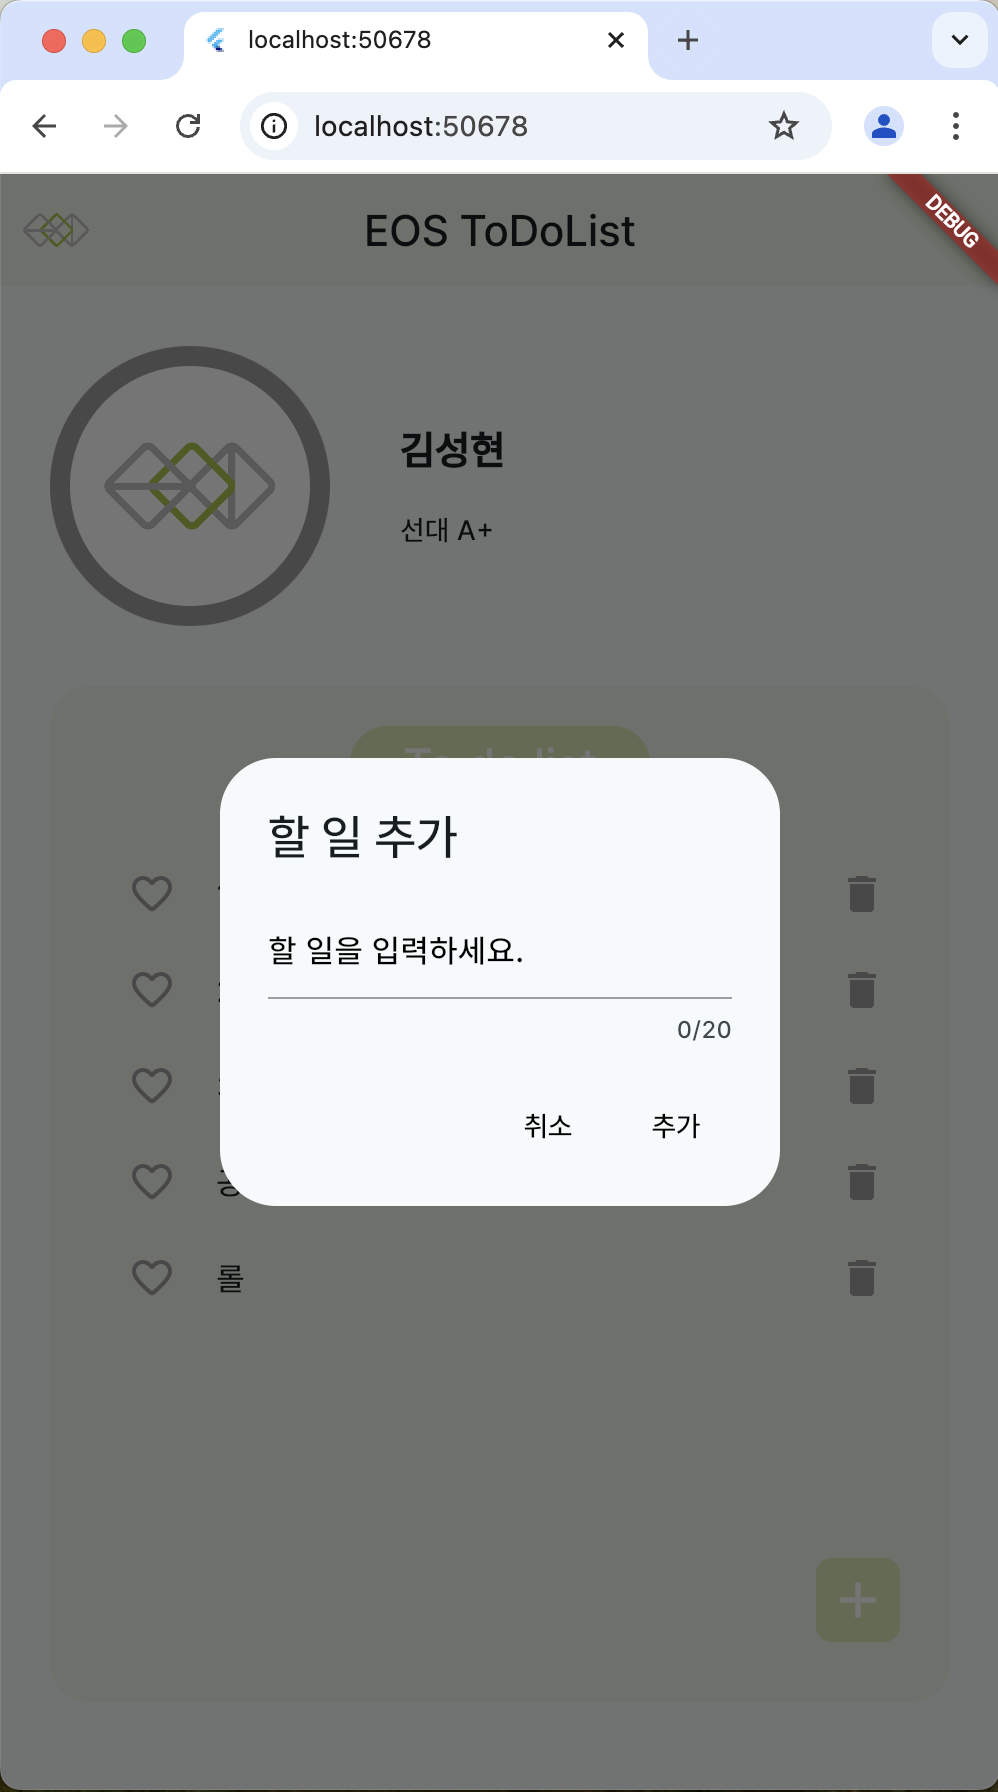 localhost:50678
localhost:50678
EOS ToDoList
DEBUG
김성현
선대 A+
할 일 추가
할 일을 입력하세요.
0/20
취소
추가
롤